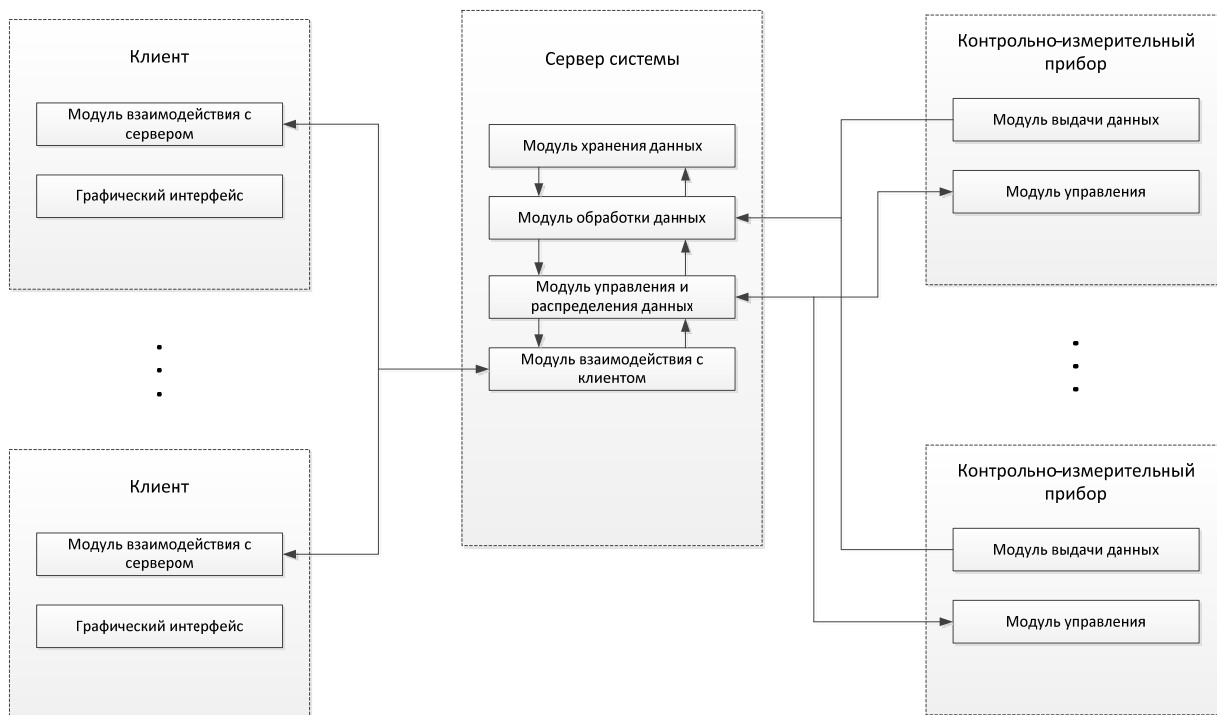 Клиент
Модуль взаимодействия с
сервером
Графический интерфейс
Клиент
Модуль взаимодействия с
сервером
Графический интерфейс
Сервер системы
Модуль хранения данных
Модуль обработки данных
Модуль управления и
распределения данных
Модуль взаимодействия с
клиентом
Контрольно-измерительный
прибор
Модуль выдачи данных
Модуль управления
Контрольно-измерительный
прибор
Модуль выдачи данных
Модуль управления